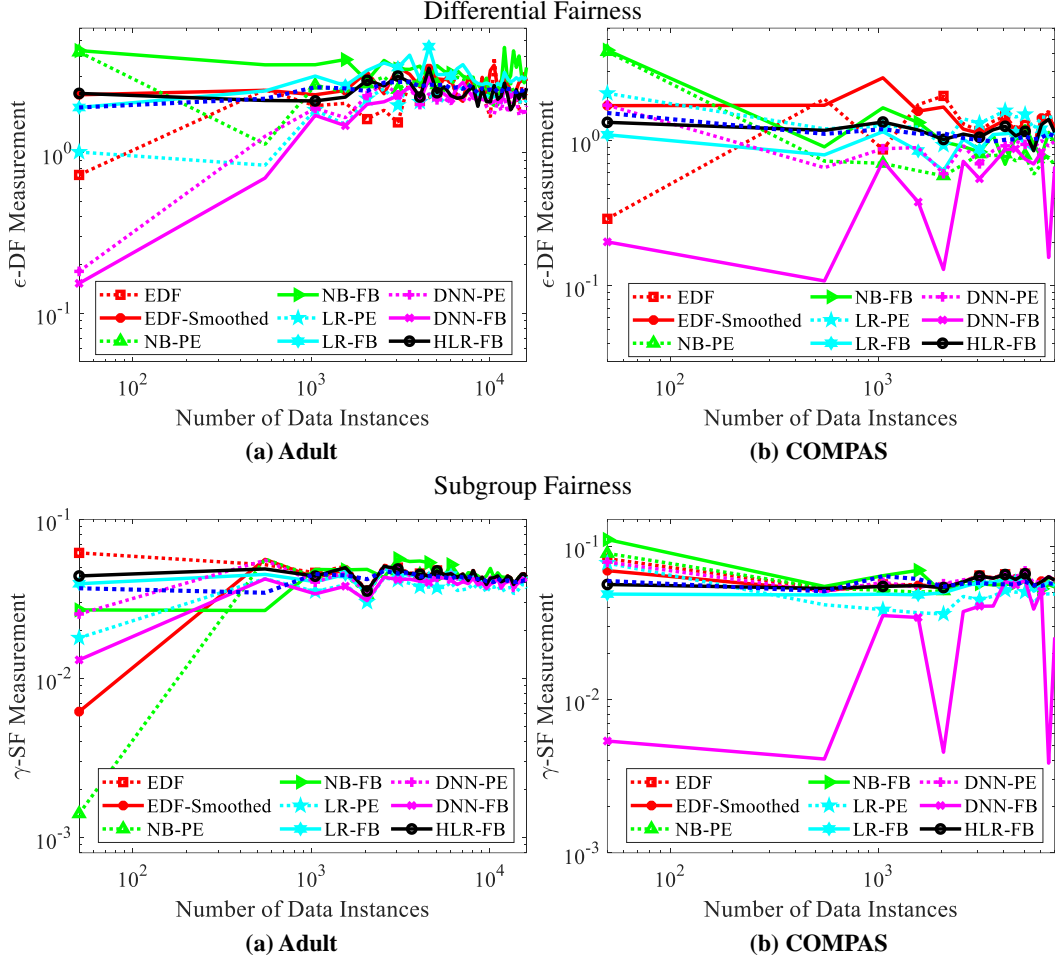 Differential Fairness
ϵ-DF Measurement
10^0
10^-1
EDF
EDF-Smoothed
NB-PE
NB-FB
LR-PE
LR-FB
DNN-PE
DNN-FB
HLR-FB
10^2
10^3
10^4
Number of Data Instances
(a) Adult
ϵ-DF Measurement
10^0
10^-1
EDF
EDF-Smoothed
NB-PE
NB-FB
LR-PE
LR-FB
DNN-PE
DNN-FB
HLR-FB
10^2
10^3
Number of Data Instances
(b) COMPAS
Subgroup Fairness
γ-SF Measurement
10^-1
10^-2
10^-3
EDF
EDF-Smoothed
NB-PE
NB-FB
LR-PE
LR-FB
DNN-PE
DNN-FB
HLR-FB
10^2
10^3
10^4
Number of Data Instances
(a) Adult
γ-SF Measurement
10^-1
10^-2
10^-3
EDF
EDF-Smoothed
NB-PE
NB-FB
LR-PE
LR-FB
DNN-PE
DNN-FB
HLR-FB
10^2
10^3
Number of Data Instances
(b) COMPAS